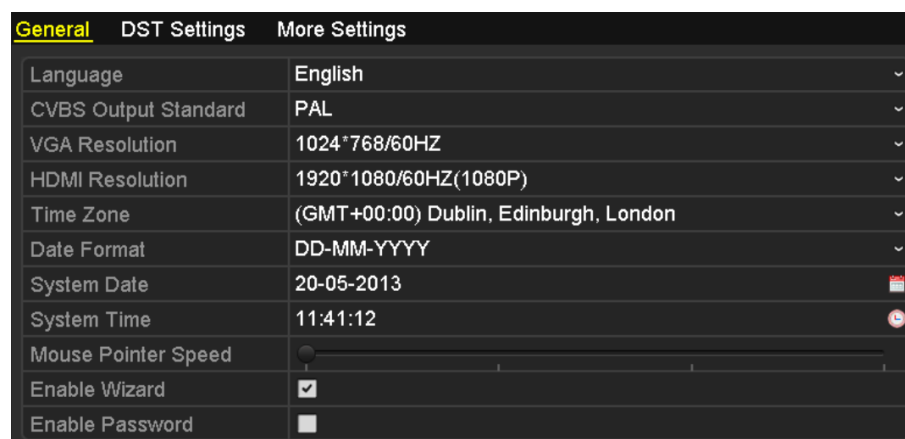 General DST Settings More Settings
Language English
CVBS Output Standard PAL
VGA Resolution 1024*768/60HZ
HDMI Resolution 1920*1080/60HZ(1080P)
Time Zone (GMT+00:00) Dublin, Edinburgh, London
Date Format DD-MM-YYYY
System Date 20-05-2013
System Time 11:41:12
Mouse Pointer Speed
Enable Wizard
Enable Password